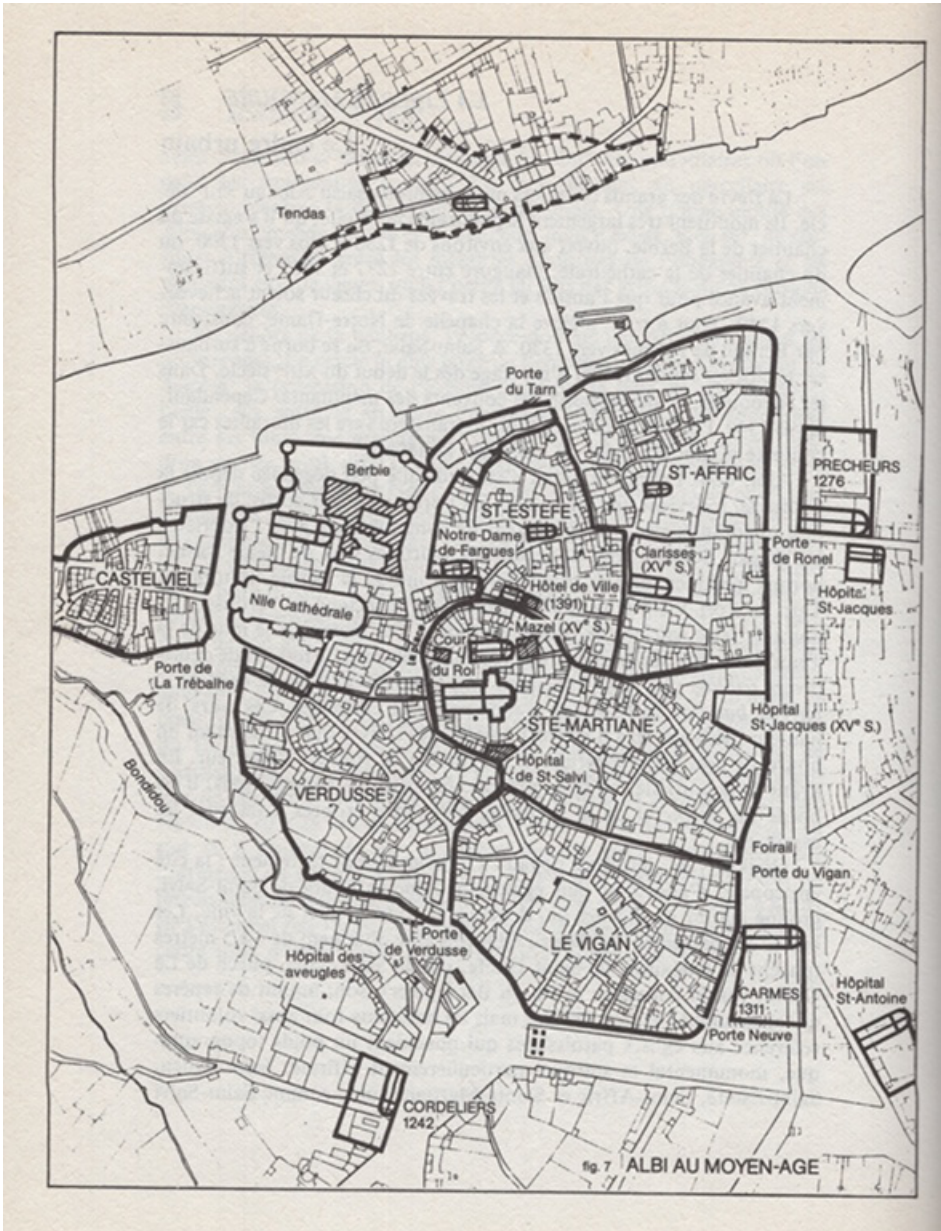 Tendas
Porte
du Tarn
Berbie
ST-AFFRIC
PRECHEURS
1276
ST-ESTEFE
Notre-Dame
de-Fargues
Clarisses
(XVe S.)
Porte
de Ronel
CASTELVIEL
Nlle Cathédrale
Hôtel de Ville
(1391)
Hôpital
St-Jacques
Mazel (XVe S.)
Cour
du Roi
la place
Porte de
La Trébalhe
STE-MARTIANE
Hôpital
St-Jacques (XVe S.)
Hôpital
de St-Salvi
Bondidou
VERDUSSE
Foirail
Porte du Vigan
Porte
de Verdusse
LE VIGAN
Hôpital des
aveugles
CARMES
1311
Hôpital
St-Antoine
Porte Neuve
CORDELIERS
1242
fig. 7 ALBI AU MOYEN-AGE